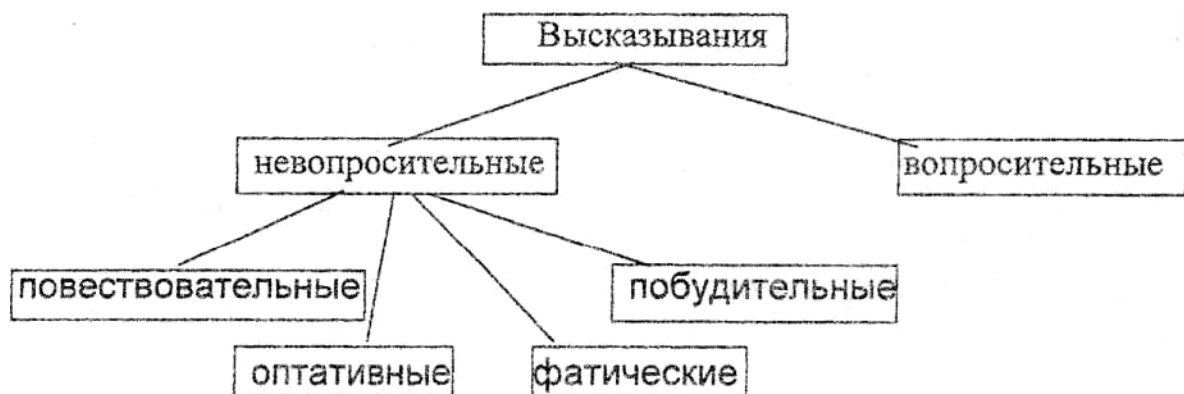 Высказывания
невопросительные
вопросительные
повествовательные
побудительные
оптативные
фатические